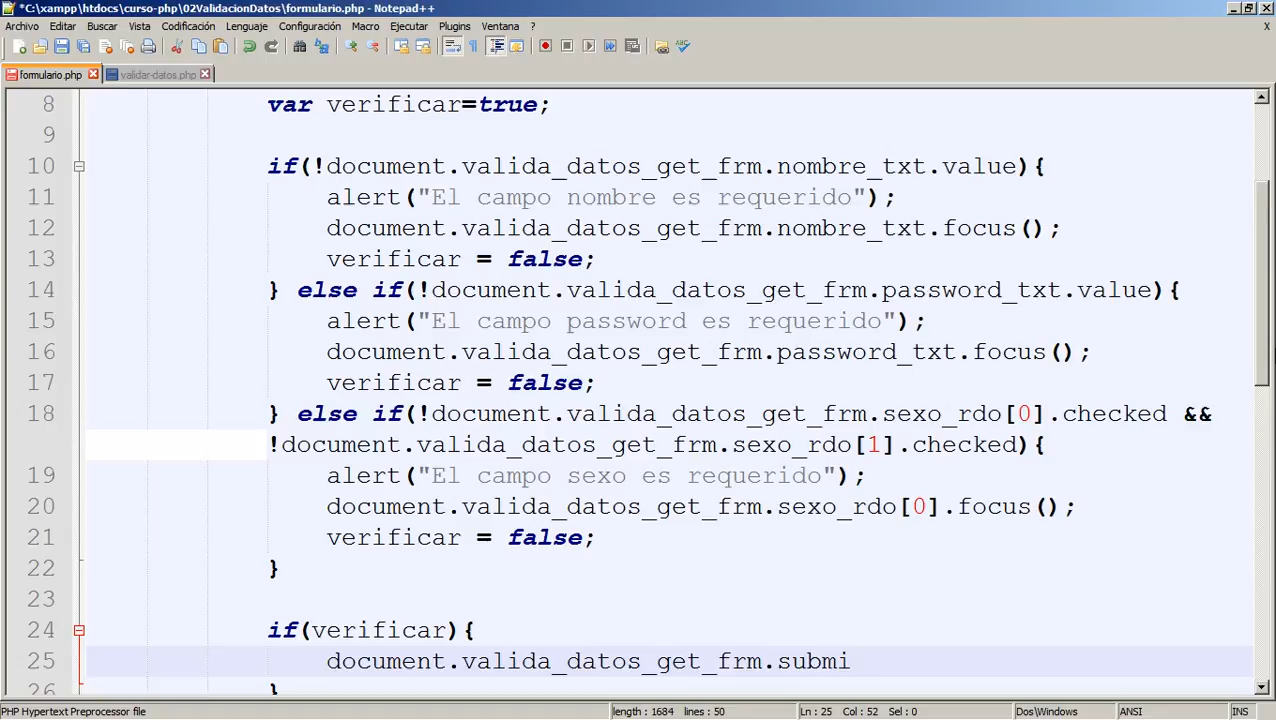 *C:\xampp\htdocs\curso-php\02ValidacionDatos\formulario.php - Notepad++
Archivo Editar Buscar Vista Codificación Lenguaje Configuración Macro Ejecutar Plugins Ventana ? X
formulario.php validar-datos.php
8 var verificar=true;
9
10 if(!document.valida_datos_get_frm.nombre_txt.value){
11 alert("El campo nombre es requerido");
12 document.valida_datos_get_frm.nombre_txt.focus();
13 verificar = false;
14 } else if(!document.valida_datos_get_frm.password_txt.value){
15 alert("El campo password es requerido");
16 document.valida_datos_get_frm.password_txt.focus();
17 verificar = false;
18 } else if(!document.valida_datos_get_frm.sexo_rdo[0].checked &&
!document.valida_datos_get_frm.sexo_rdo[1].checked){
19 alert("El campo sexo es requerido");
20 document.valida_datos_get_frm.sexo_rdo[0].focus();
21 verificar = false;
22 }
23
24 if(verificar){
25 document.valida_datos_get_frm.submi
26 }
PHP Hypertext Preprocessor file length : 1684 lines : 50 Ln : 25 Col : 52 Sel : 0 Dos\Windows ANSI INS